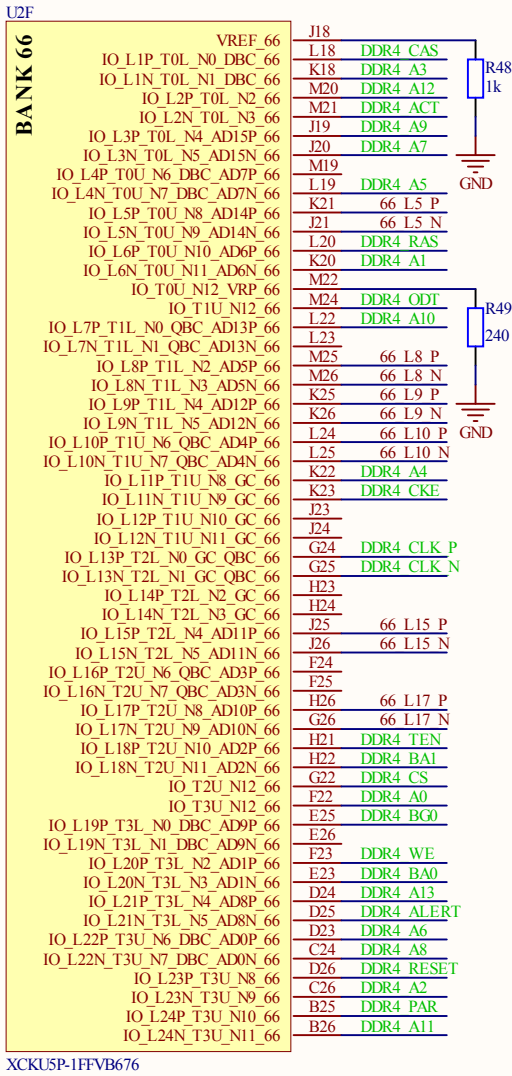 U2F
BANK 66
VREF_66 J18
IO_L1P_T0L_N0_DBC_66 L18 DDR4_CAS
IO_L1N_T0L_N1_DBC_66 K18 DDR4_A3
IO_L2P_T0L_N2_66 M20 DDR4_A12
IO_L2N_T0L_N3_66 M21 DDR4_ACT
IO_L3P_T0L_N4_AD15P_66 J19 DDR4_A9
IO_L3N_T0L_N5_AD15N_66 J20 DDR4_A7
IO_L4P_T0U_N6_DBC_AD7P_66 M19
IO_L4N_T0U_N7_DBC_AD7N_66 L19 DDR4_A5
IO_L5P_T0U_N8_AD14P_66 K21 66_L5_P
IO_L5N_T0U_N9_AD14N_66 J21 66_L5_N
IO_L6P_T0U_N10_AD6P_66 L20 DDR4_RAS
IO_L6N_T0U_N11_AD6N_66 K20 DDR4_A1
IO_T0U_N12_VRP_66 M22
IO_T1U_N12_66 M24 DDR4_ODT
IO_L7P_T1L_N0_QBC_AD13P_66 L22 DDR4_A10
IO_L7N_T1L_N1_QBC_AD13N_66 L23
IO_L8P_T1L_N2_AD5P_66 M25 66_L8_P
IO_L8N_T1L_N3_AD5N_66 M26 66_L8_N
IO_L9P_T1L_N4_AD12P_66 K25 66_L9_P
IO_L9N_T1L_N5_AD12N_66 K26 66_L9_N
IO_L10P_T1U_N6_QBC_AD4P_66 L24 66_L10_P
IO_L10N_T1U_N7_QBC_AD4N_66 L25 66_L10_N
IO_L11P_T1U_N8_GC_66 K22 DDR4_A4
IO_L11N_T1U_N9_GC_66 K23 DDR4_CKE
IO_L12P_T1U_N10_GC_66 J23
IO_L12N_T1U_N11_GC_66 J24
IO_L13P_T2L_N0_GC_QBC_66 G24 DDR4_CLK_P
IO_L13N_T2L_N1_GC_QBC_66 G25 DDR4_CLK_N
IO_L14P_T2L_N2_GC_66 H23
IO_L14N_T2L_N3_GC_66 H24
IO_L15P_T2L_N4_AD11P_66 J25 66_L15_P
IO_L15N_T2L_N5_AD11N_66 J26 66_L15_N
IO_L16P_T2U_N6_QBC_AD3P_66 F24
IO_L16N_T2U_N7_QBC_AD3N_66 F25
IO_L17P_T2U_N8_AD10P_66 H26 66_L17_P
IO_L17N_T2U_N9_AD10N_66 G26 66_L17_N
IO_L18P_T2U_N10_AD2P_66 H21 DDR4_TEN
IO_L18N_T2U_N11_AD2N_66 H22 DDR4_BA1
IO_T2U_N12_66 G22 DDR4_CS
IO_T3U_N12_66 F22 DDR4_A0
IO_L19P_T3L_N0_DBC_AD9P_66 E25 DDR4_BG0
IO_L19N_T3L_N1_DBC_AD9N_66 E26
IO_L20P_T3L_N2_AD1P_66 F23 DDR4_WE
IO_L20N_T3L_N3_AD1N_66 E23 DDR4_BA0
IO_L21P_T3L_N4_AD8P_66 D24 DDR4_A13
IO_L21N_T3L_N5_AD8N_66 D25 DDR4_ALERT
IO_L22P_T3U_N6_DBC_AD0P_66 D23 DDR4_A6
IO_L22N_T3U_N7_DBC_AD0N_66 C24 DDR4_A8
IO_L23P_T3U_N8_66 D26 DDR4_RESET
IO_L23N_T3U_N9_66 C26 DDR4_A2
IO_L24P_T3U_N10_66 B25 DDR4_PAR
IO_L24N_T3U_N11_66 B26 DDR4_A11
R48
1k
GND
R49
240
GND
XCKU5P-1FFVB676